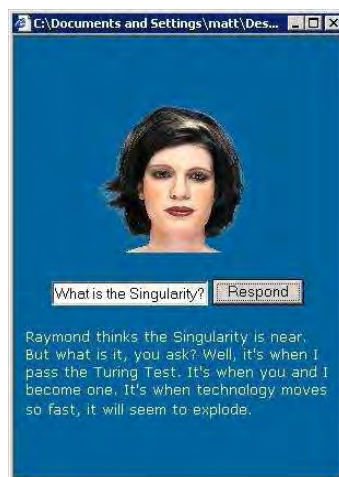 C:\Documents and Settings\matt\Des...
What is the Singularity?
Respond
Raymond thinks the Singularity is near.
But what is it, you ask? Well, it's when I
pass the Turing Test. It's when you and I
become one. It's when technology moves
so fast, it will seem to explode.